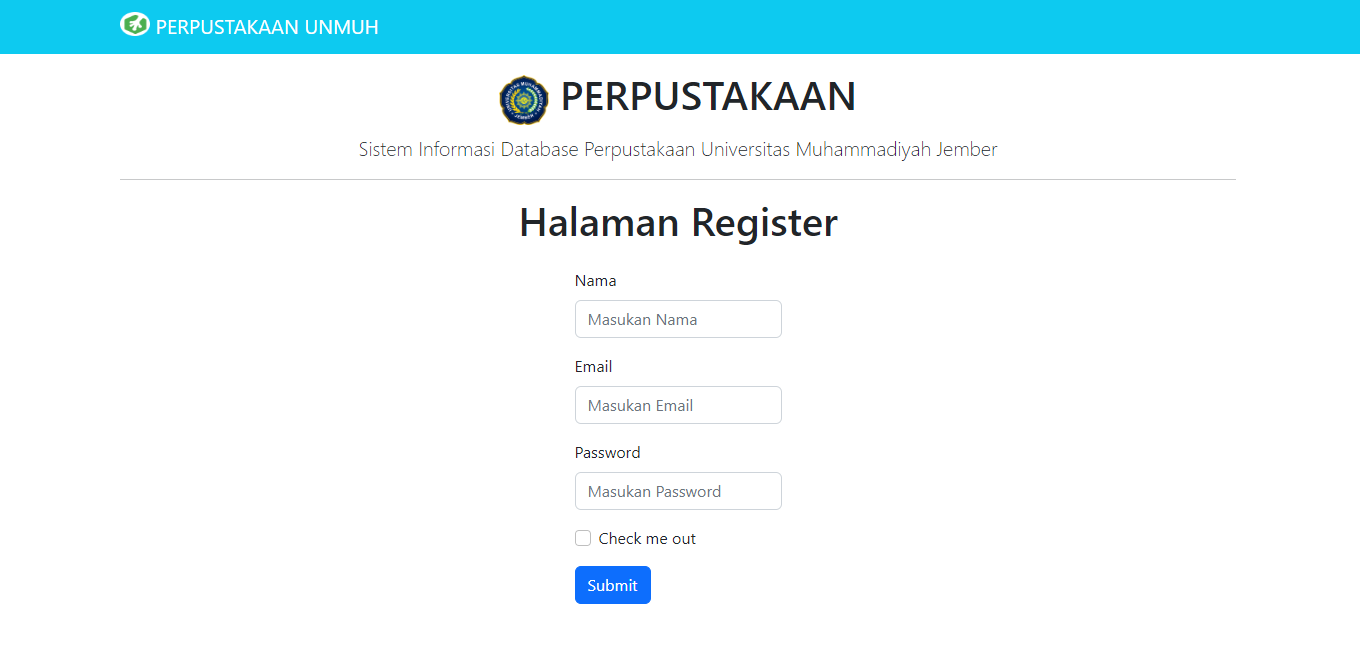 PERPUSTAKAAN UNMUH
PERPUSTAKAAN
Sistem Informasi Database Perpustakaan Universitas Muhammadiyah Jember
Halaman Register
Nama
Masukan Nama
Email
Masukan Email
Password
Masukan Password
Check me out
Submit